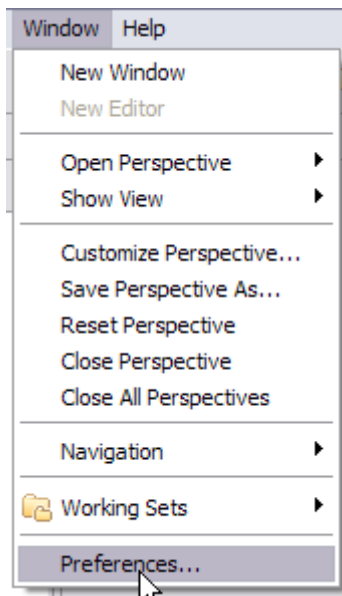 Window Help
New Window
New Editor
Open Perspective
Show View
Customize Perspective...
Save Perspective As...
Reset Perspective
Close Perspective
Close All Perspectives
Navigation
Working Sets
Preferences...